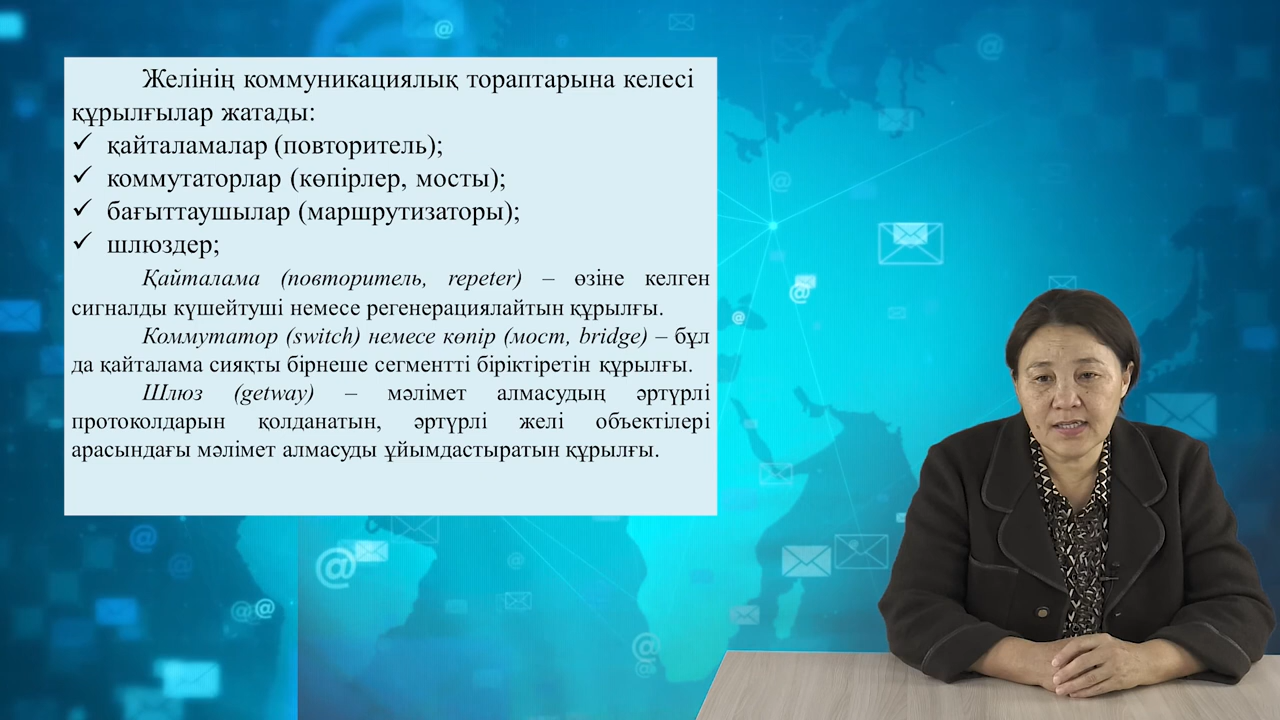 Желінің коммуникациялық тораптарына келесі
құрылғылар жатады:
✓ қайталамалар (повторитель);
✓ коммутаторлар (көпірлер, мосты);
✓ бағыттаушылар (маршрутизаторы);
✓ шлюздер;
Қайталама (повторитель, repeter) – өзіне келген
сигналды күшейтуші немесе регенерациялайтын құрылғы.
Коммутатор (switch) немесе көпір (мост, bridge) – бұл
да қайталама сияқты бірнеше сегментті біріктіретін құрылғы.
Шлюз (getway) – мәлімет алмасудың әртүрлі
протоколдарын қолданатын, әртүрлі желі объектілері
арасындағы мәлімет алмасуды ұйымдастыратын құрылғы.